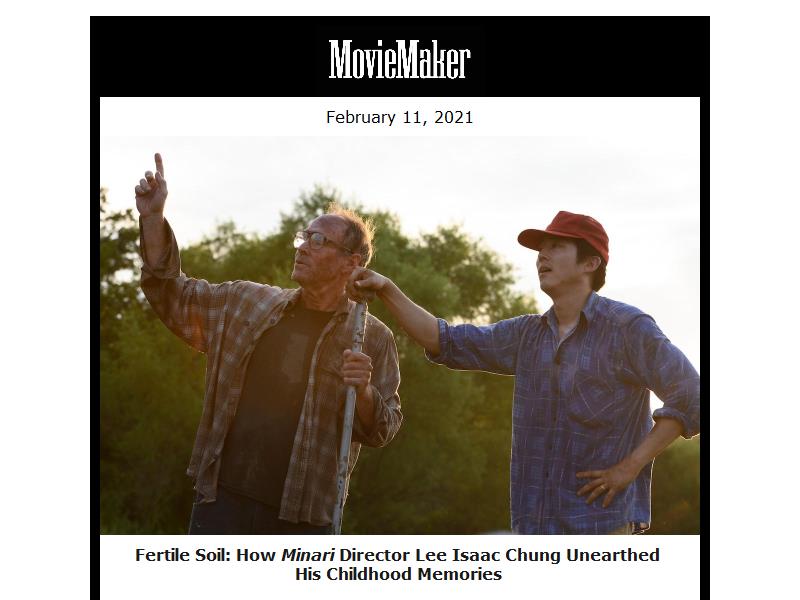 MovieMaker
February 11, 2021
Fertile Soil: How Minari Director Lee Isaac Chung Unearthed
His Childhood Memories